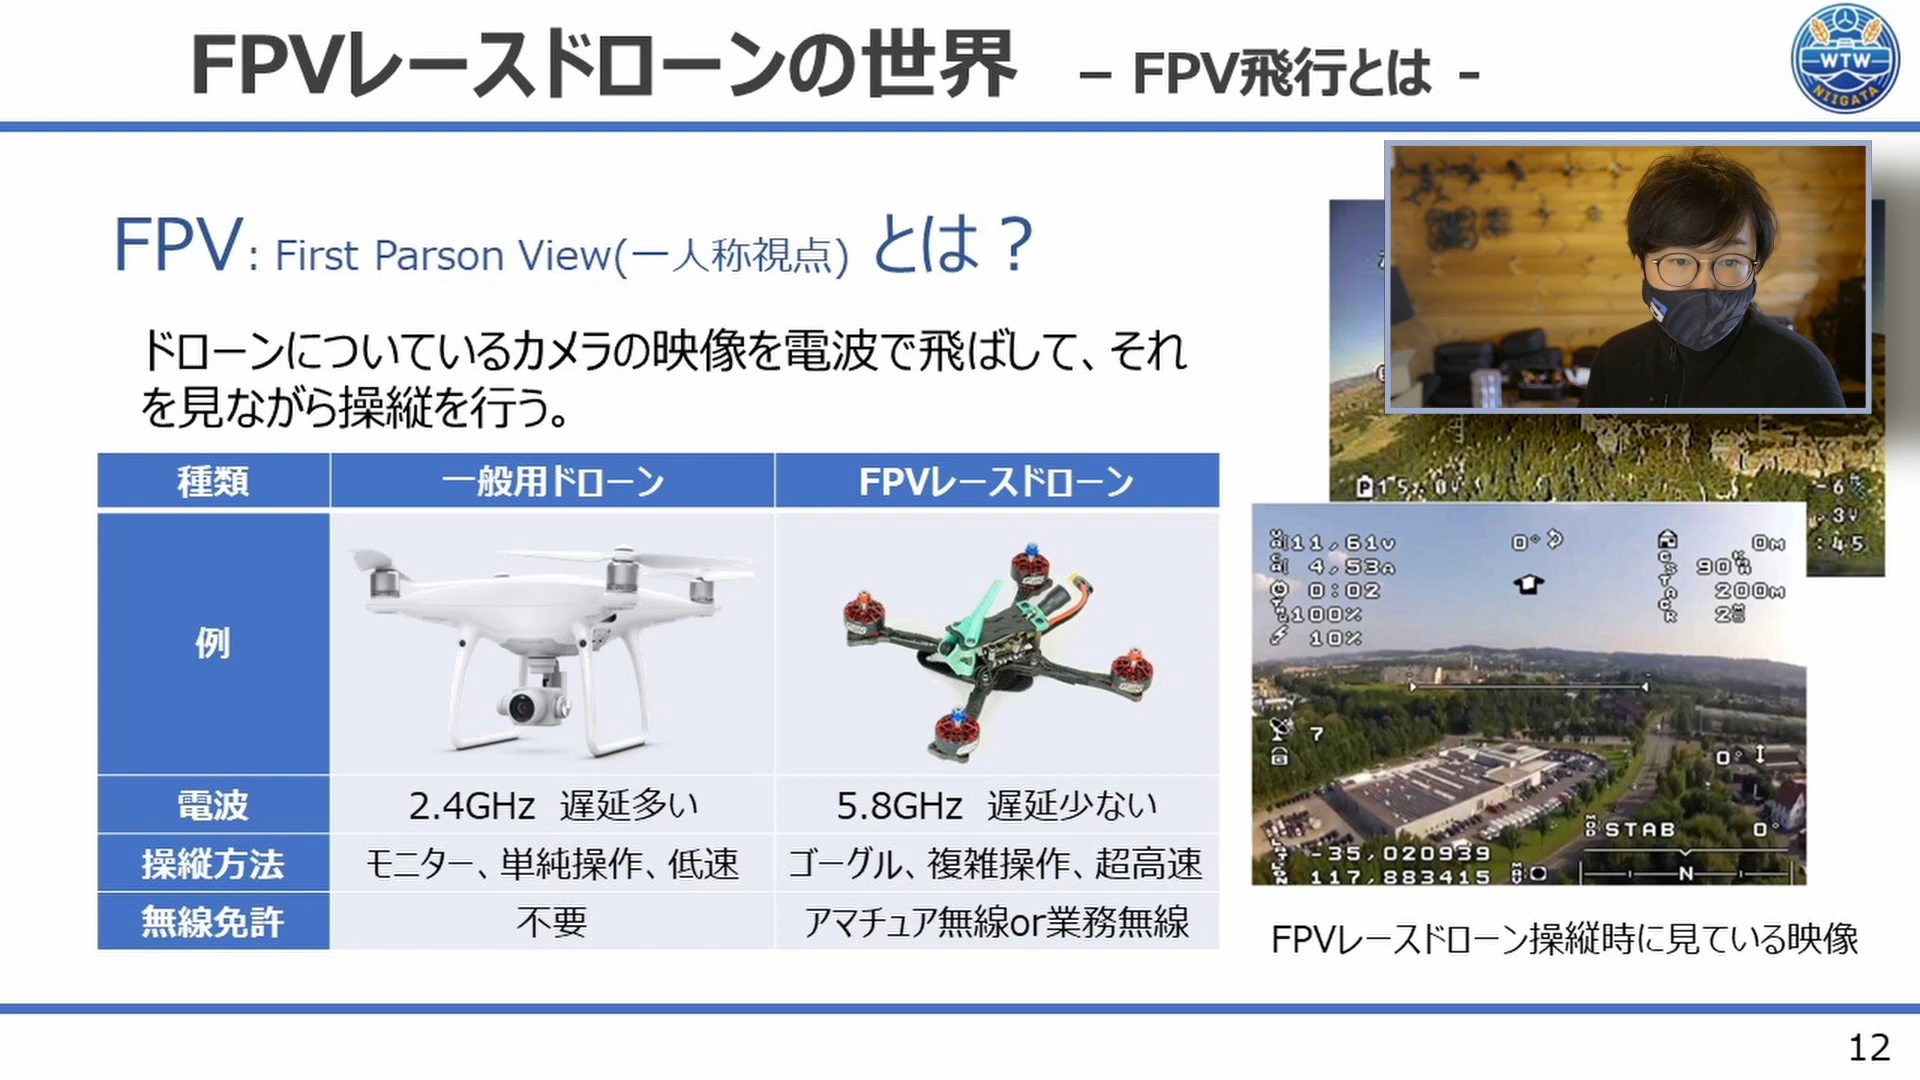 FPVレースドローンの世界 – FPV飛行とは -
WTW
NIIGATA
FPV: First Parson View(一人称視点) とは？
ドローンについているカメラの映像を電波で飛ばして、それ
を見ながら操縦を行う。
種類 一般用ドローン FPVレースドローン
例
電波 2.4GHz 遅延多い 5.8GHz 遅延少ない
操縦方法 モニター、単純操作、低速 ゴーグル、複雑操作、超高速
無線免許 不要 アマチュア無線or業務無線
11,61V 0° 0M
4,53A 90
0:02 200M
100% 2
10%
7
0°
STAB 0°
-35,020939
117,883415 N
FPVレースドローン操縦時に見ている映像
12